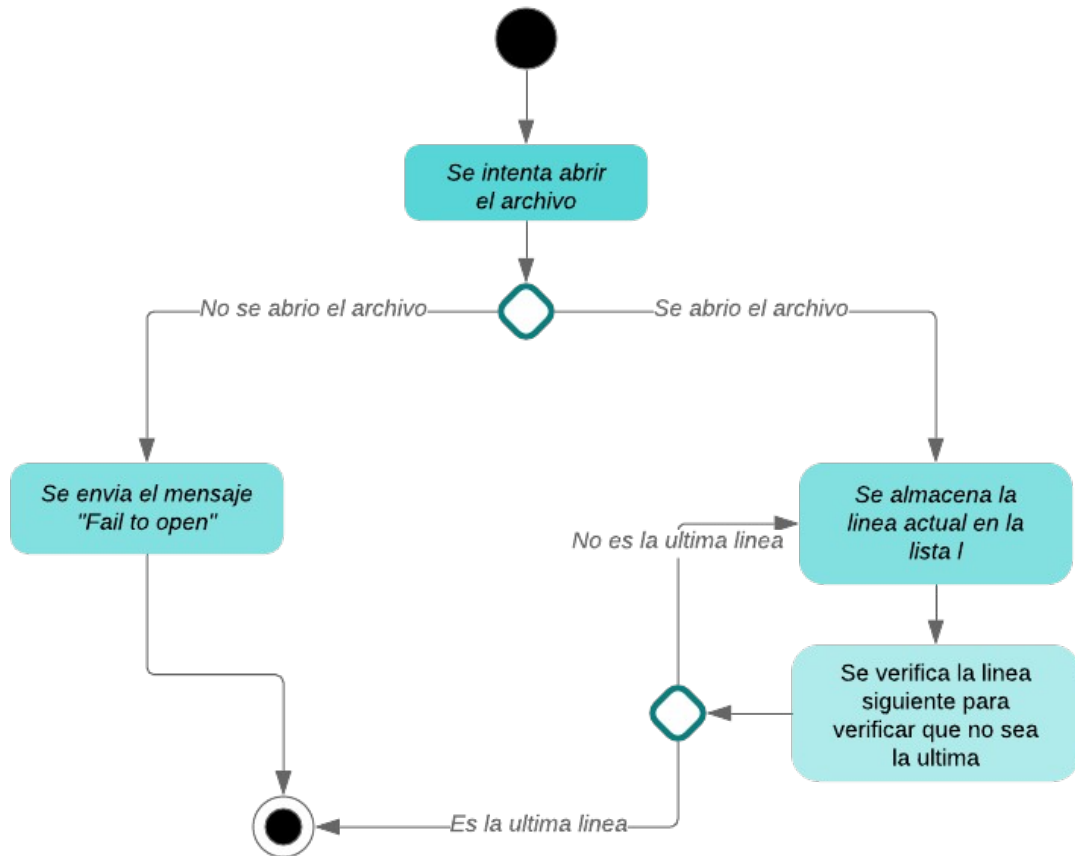 Se intenta abrir
el archivo
No se abrio el archivo
Se abrio el archivo
Se envia el mensaje
"Fail to open"
Se almacena la
linea actual en la
lista l
No es la ultima linea
Se verifica la linea
siguiente para
verificar que no sea
la ultima
Es la ultima linea